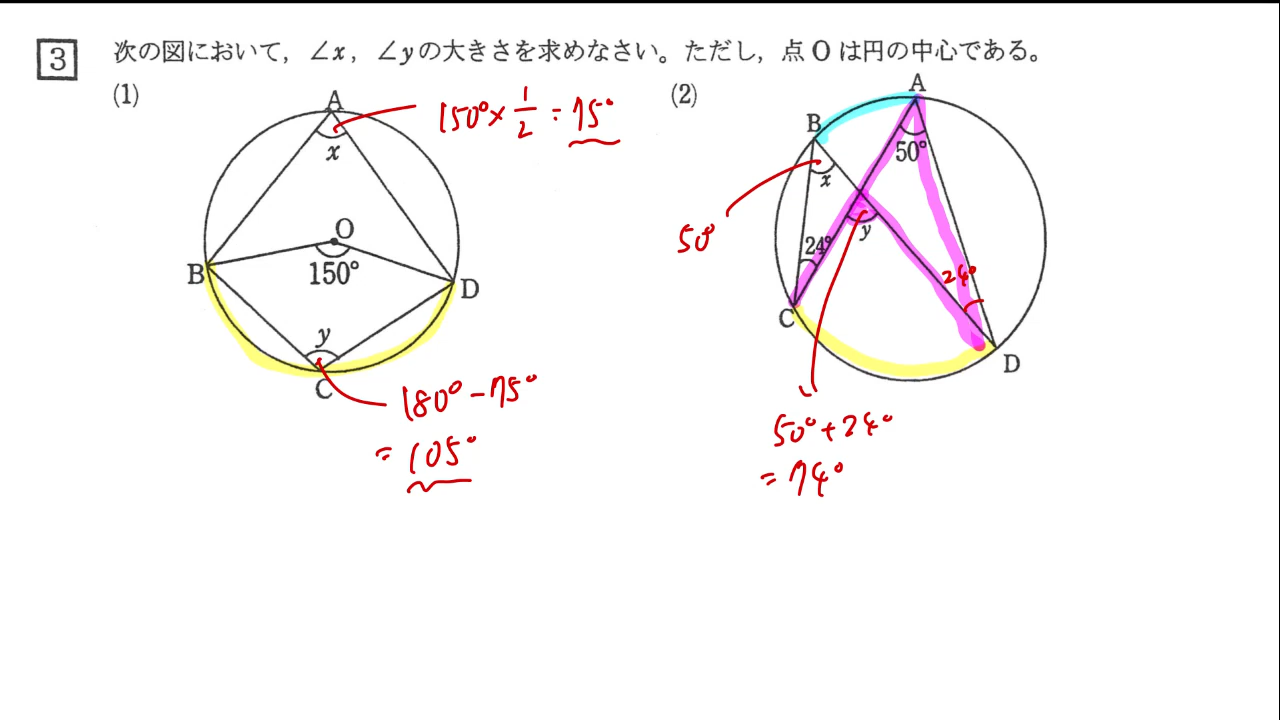 3 次の図において，∠x，∠yの大きさを求めなさい。ただし，点Oは円の中心である。
(1)
A
x
150°×1/2=75°
O
150°
B
D
y
C
180°-75°
=105°
(2)
A
B
50°
x
50°
y
24°
24°
C
D
50°+24°
=74°